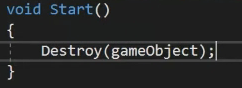 void Start()
{
    Destroy(gameObject);
}